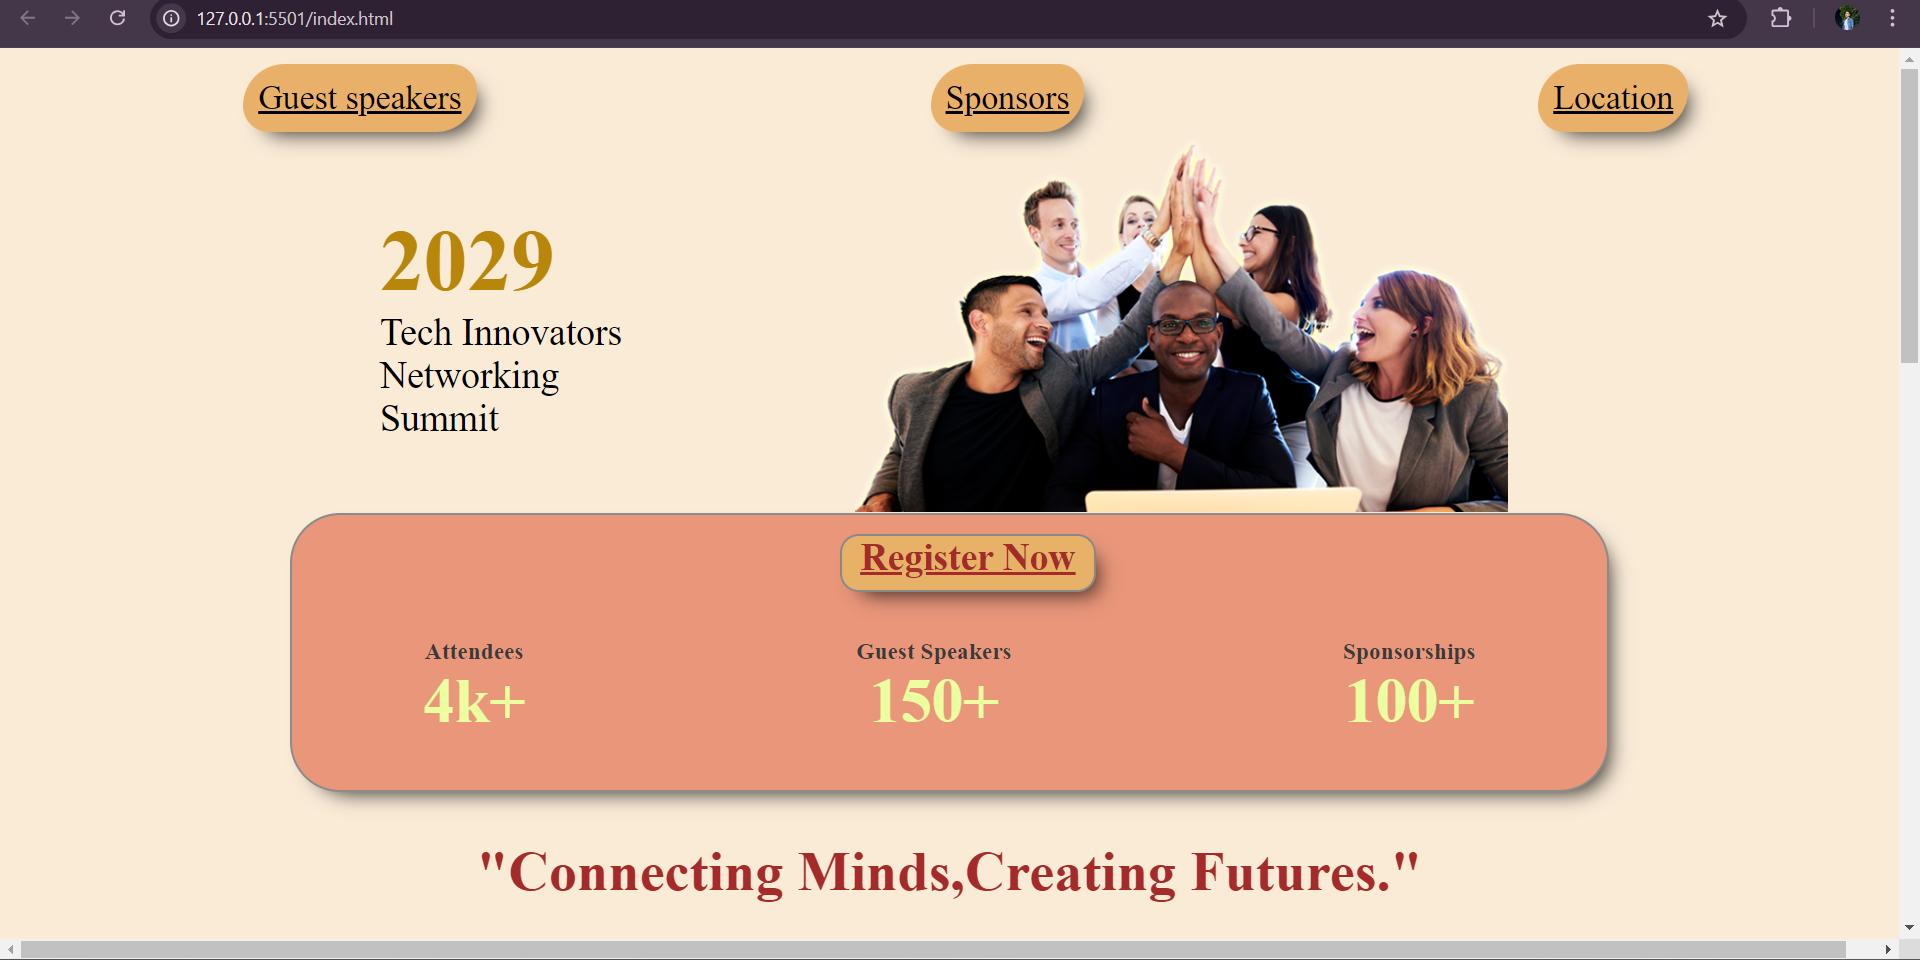 127.0.0.1:5501/index.html
Guest speakers
Sponsors
Location
2029
Tech Innovators
Networking
Summit
Register Now
Attendees
Guest Speakers
Sponsorships
4k+
150+
100+
"Connecting Minds,Creating Futures."